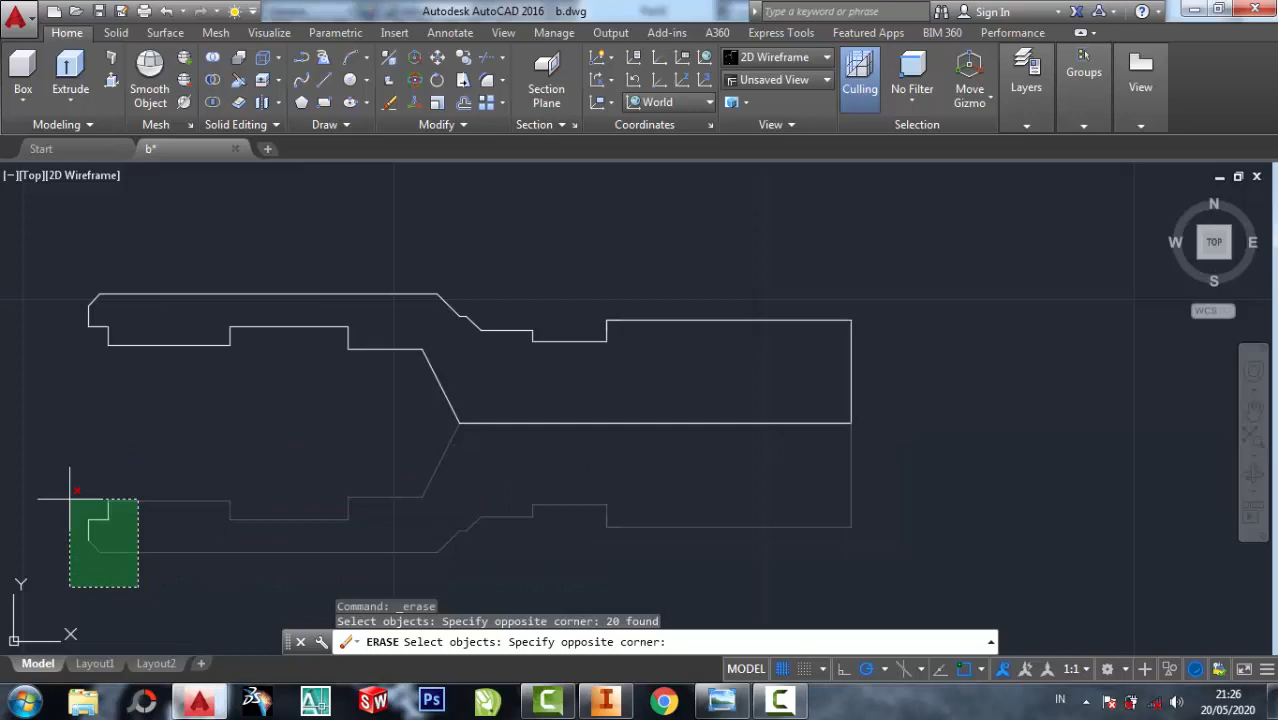 Autodesk AutoCAD 2016 b.dwg
Type a keyword or phrase
Sign In
Home Solid Surface Mesh Visualize Parametric Insert Annotate View Manage Output Add-ins A360 Express Tools Featured Apps BIM 360 Performance
2D Wireframe
Unsaved View
World
Box
Extrude
Smooth
Object
Section
Plane
Culling
No Filter
Move
Gizmo
Layers
Groups
View
Modeling Mesh Solid Editing Draw Modify Section Coordinates View Selection
Start
b*
[−][Top][2D Wireframe]
N
W TOP E
S
WCS
Y
X
Command: _erase
Select objects: Specify opposite corner: 20 found
ERASE Select objects: Specify opposite corner:
Model Layout1 Layout2
MODEL
1:1
SW
Ps
IN
21:26
20/05/2020